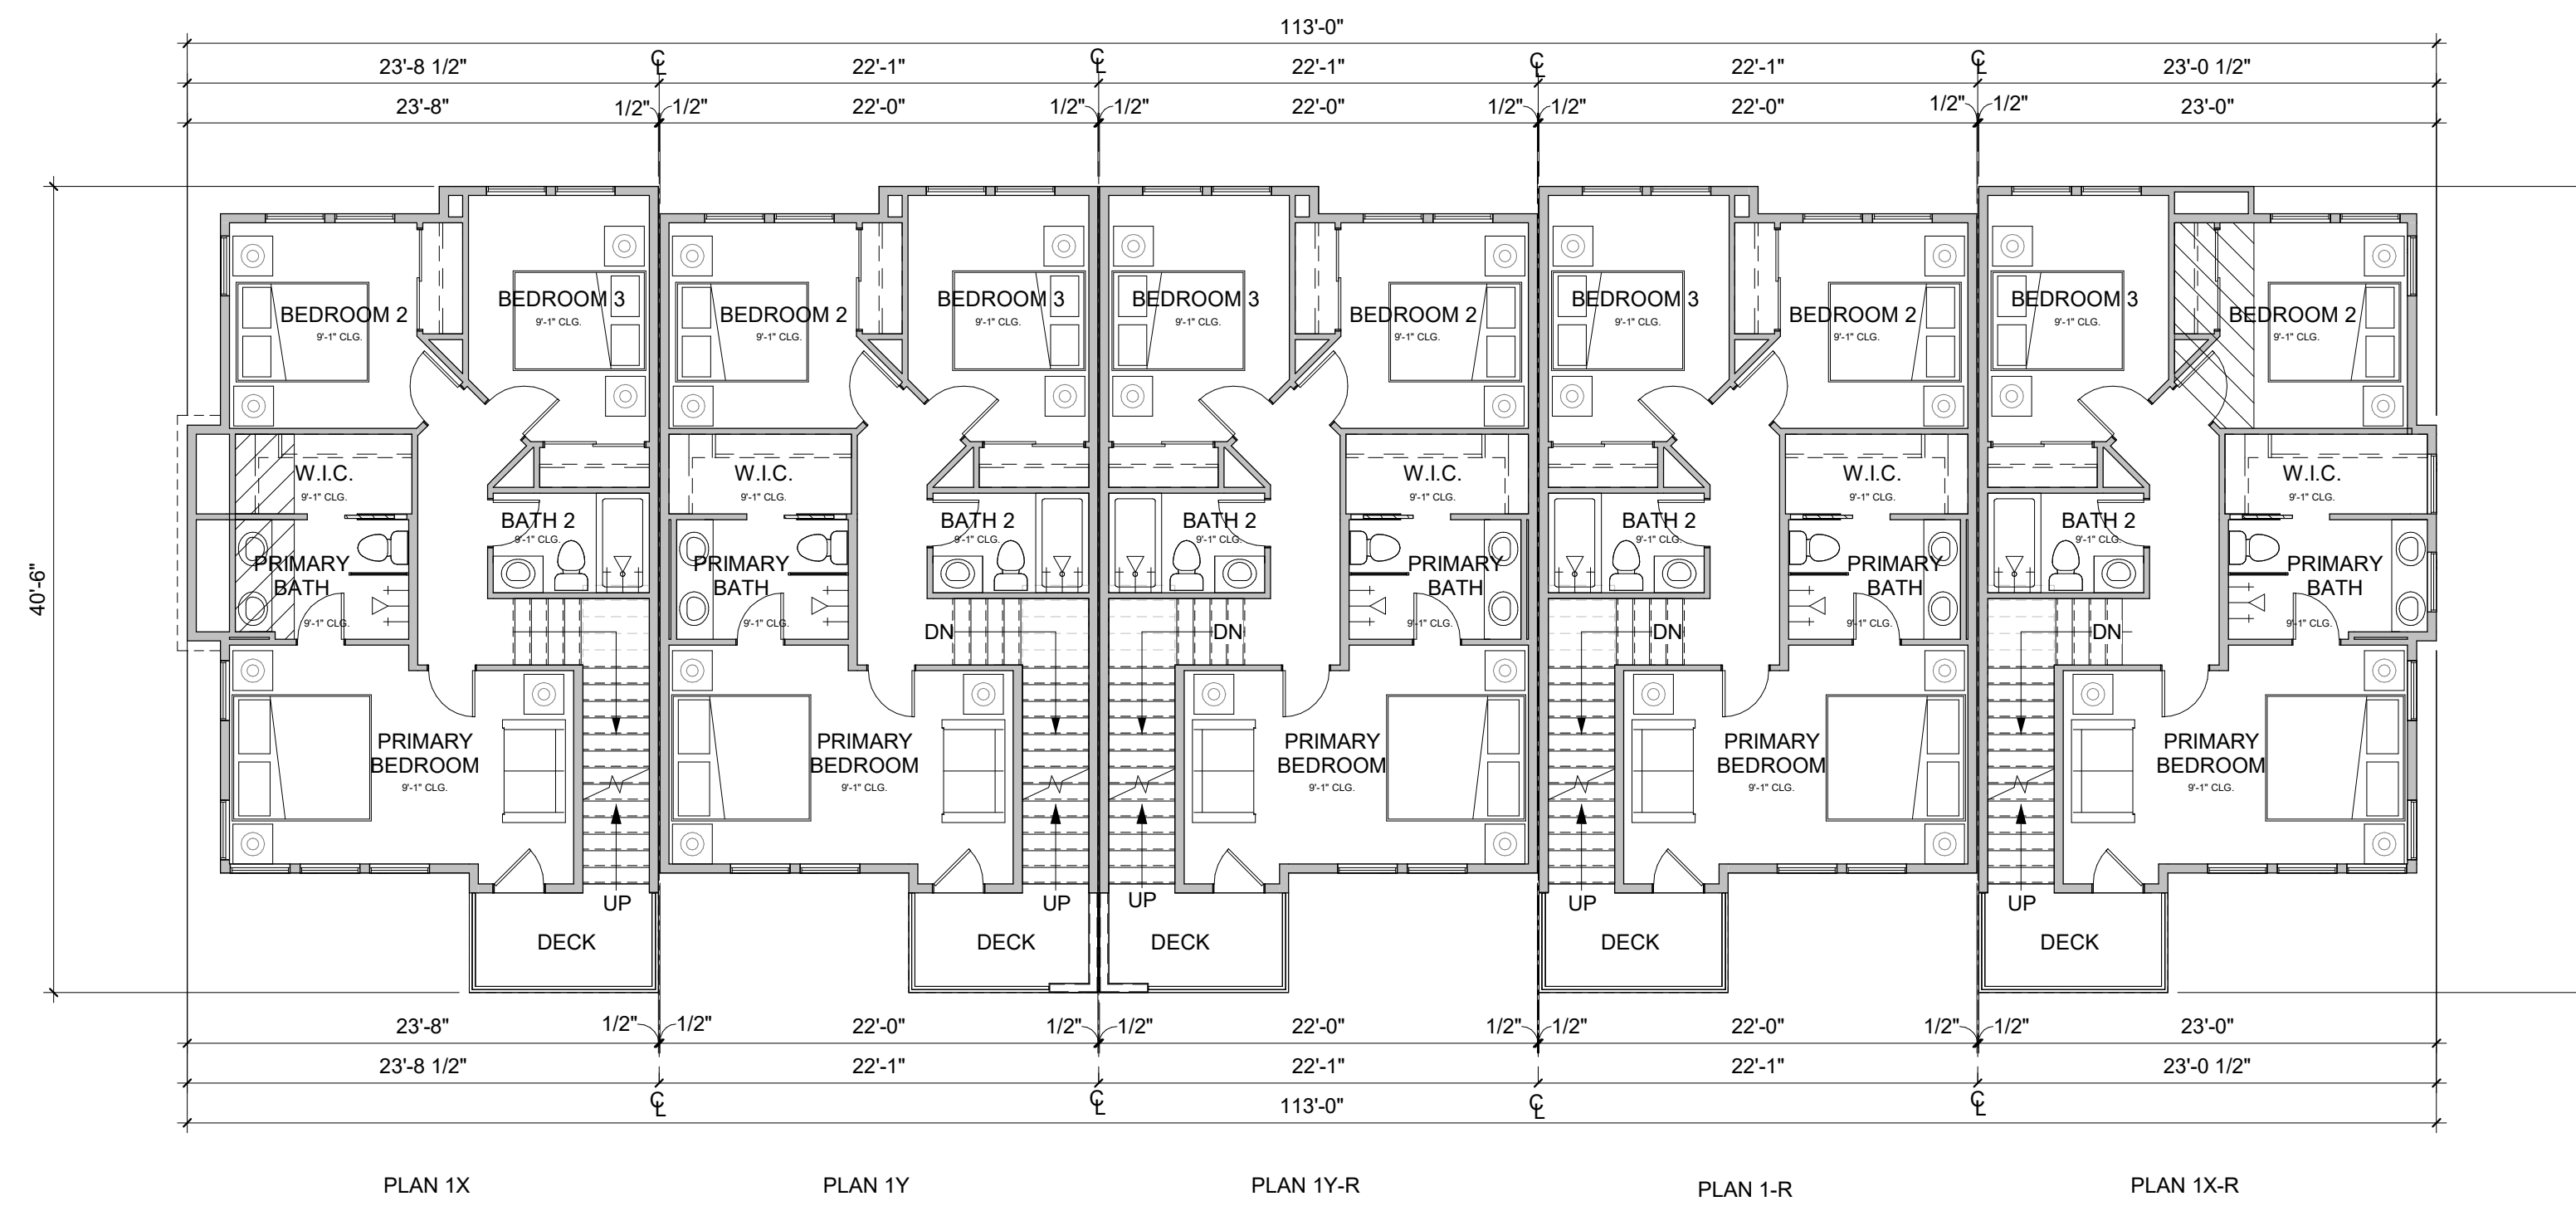 113'-0"
23'-8 1/2" ℄ 22'-1" ℄ 22'-1" ℄ 22'-1" ℄ 23'-0 1/2"
23'-8" 1/2" 1/2" 22'-0" 1/2" 1/2" 22'-0" 1/2" 1/2" 22'-0" 1/2" 1/2" 23'-0"
40'-6"
BEDROOM 2
9'-1" CLG.
BEDROOM 3
9'-1" CLG.
W.I.C.
9'-1" CLG.
BATH 2
9'-1" CLG.
PRIMARY
BATH
9'-1" CLG.
PRIMARY
BEDROOM
9'-1" CLG.
UP
DECK
BEDROOM 2
9'-1" CLG.
BEDROOM 3
9'-1" CLG.
W.I.C.
9'-1" CLG.
BATH 2
9'-1" CLG.
PRIMARY
BATH
9'-1" CLG.
DN
PRIMARY
BEDROOM
9'-1" CLG.
UP
DECK
BEDROOM 3
9'-1" CLG.
BEDROOM 2
9'-1" CLG.
W.I.C.
9'-1" CLG.
BATH 2
9'-1" CLG.
PRIMARY
BATH
9'-1" CLG.
DN
PRIMARY
BEDROOM
9'-1" CLG.
UP
DECK
BEDROOM 3
9'-1" CLG.
BEDROOM 2
9'-1" CLG.
W.I.C.
9'-1" CLG.
BATH 2
9'-1" CLG.
PRIMARY
BATH
9'-1" CLG.
DN
PRIMARY
BEDROOM
9'-1" CLG.
UP
DECK
BEDROOM 3
9'-1" CLG.
BEDROOM 2
9'-1" CLG.
W.I.C.
9'-1" CLG.
BATH 2
9'-1" CLG.
PRIMARY
BATH
9'-1" CLG.
DN
PRIMARY
BEDROOM
9'-1" CLG.
UP
DECK
23'-8" 1/2" 1/2" 22'-0" 1/2" 1/2" 22'-0" 1/2" 1/2" 22'-0" 1/2" 1/2" 23'-0"
23'-8 1/2" 22'-1" 22'-1" 22'-1" 23'-0 1/2"
℄ ℄ 113'-0" ℄ ℄
PLAN 1X PLAN 1Y PLAN 1Y-R PLAN 1-R PLAN 1X-R